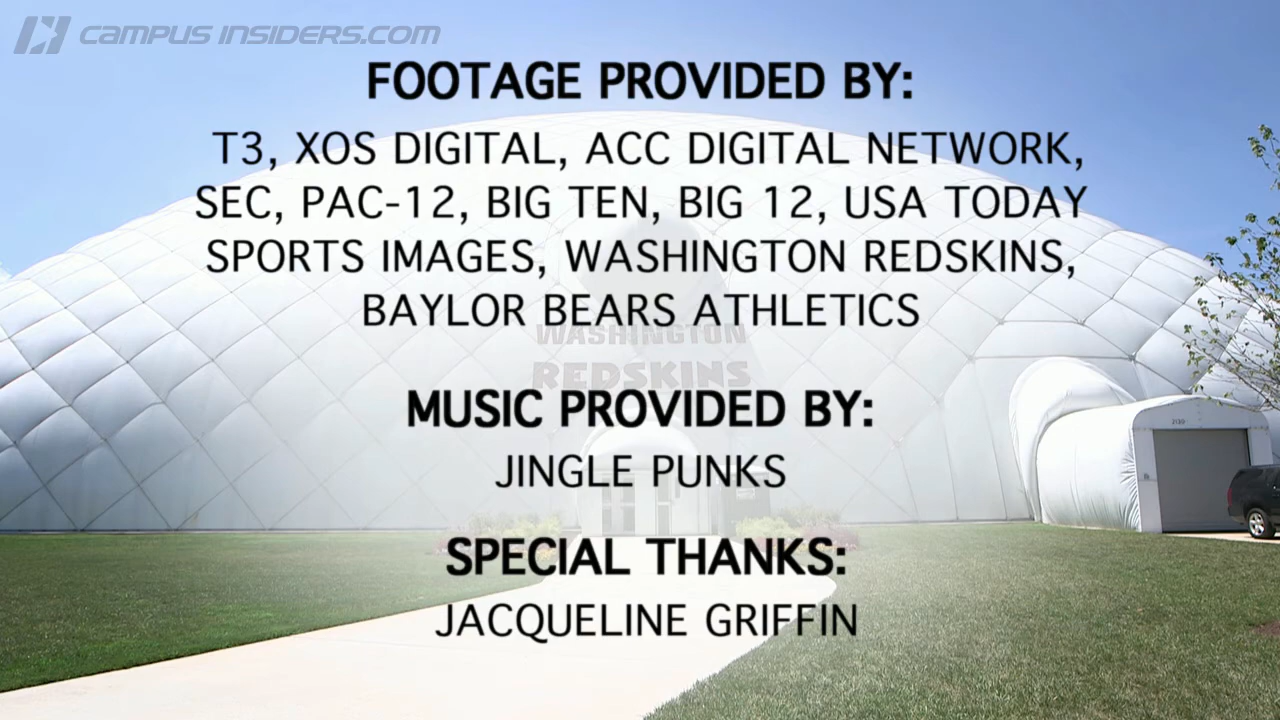 CAMPUS INSIDERS.COM
FOOTAGE PROVIDED BY:
T3, XOS DIGITAL, ACC DIGITAL NETWORK,
SEC, PAC-12, BIG TEN, BIG 12, USA TODAY
SPORTS IMAGES, WASHINGTON REDSKINS,
BAYLOR BEARS ATHLETICS
WASHINGTON
REDSKINS
MUSIC PROVIDED BY:
JINGLE PUNKS
SPECIAL THANKS:
JACQUELINE GRIFFIN